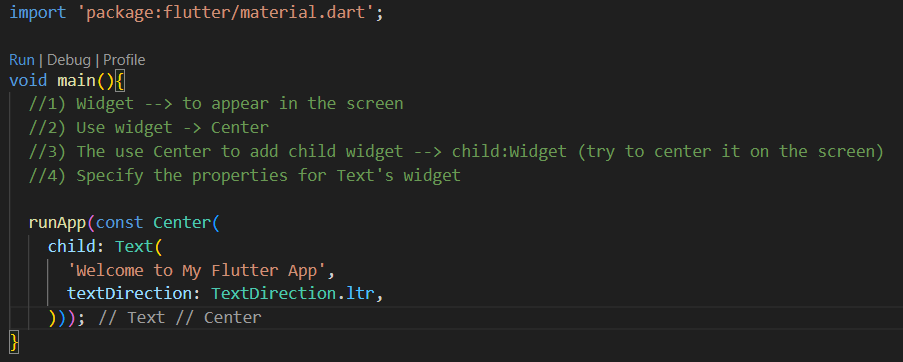 import 'package:flutter/material.dart';
Run | Debug | Profile
void main(){
//1) Widget --> to appear in the screen
//2) Use widget -> Center
//3) The use Center to add child widget --> child:Widget (try to center it on the screen)
//4) Specify the properties for Text's widget
runApp(const Center(
child: Text(
'Welcome to My Flutter App',
textDirection: TextDirection.ltr,
))); // Text // Center
}